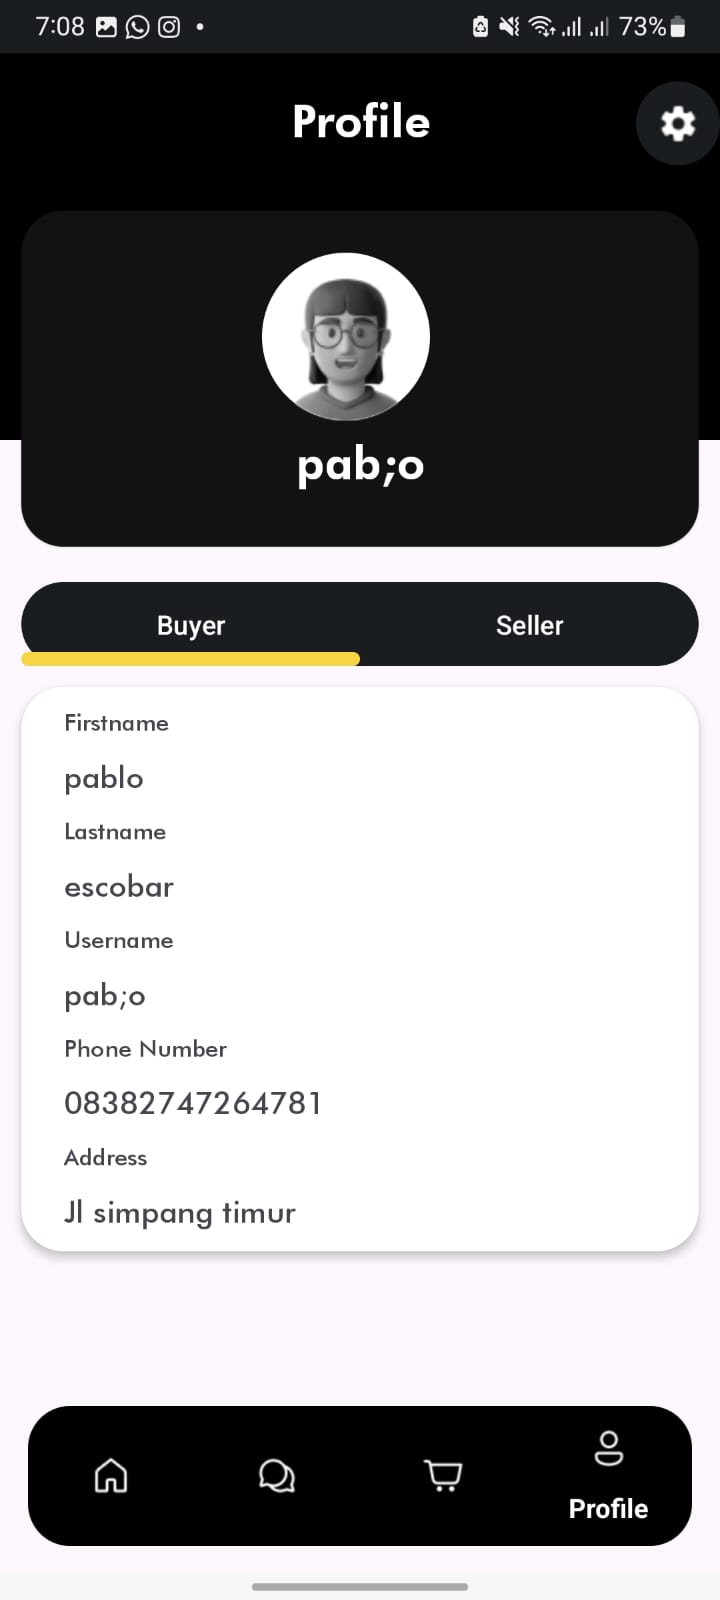 7:08
73%
Profile
pab;o
Buyer
Seller
Firstname
pablo
Lastname
escobar
Username
pab;o
Phone Number
08382747264781
Address
Jl simpang timur
Profile